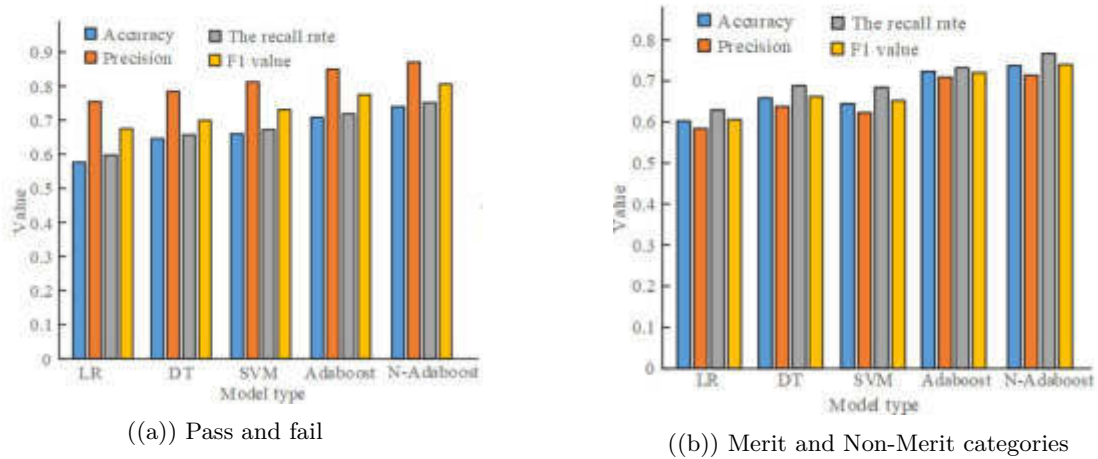 Accuracy The recall rate
Precision F1 value
0.9
0.8
0.7
0.6
0.5
0.4
0.3
0.2
0.1
0
Value
LR DT SVM Adaboost N-Adaboost
Model type
((a)) Pass and fail
Accuracy The recall rate
Precision F1 value
0.8
0.7
0.6
0.5
0.4
0.3
0.2
0.1
0
Value
LR DT SVM Adaboost N-Adaboost
Model type
((b)) Merit and Non-Merit categories